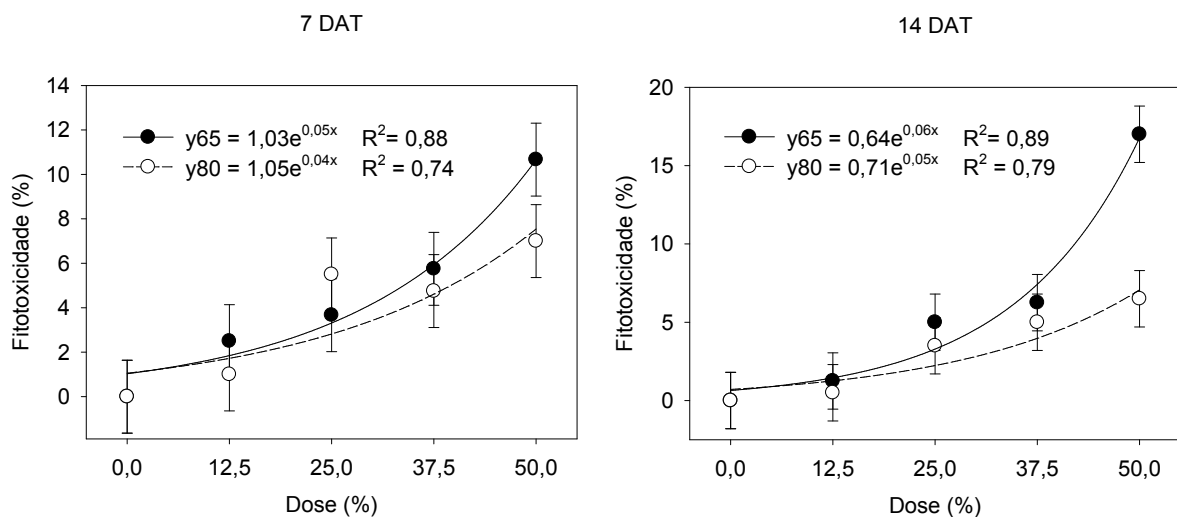 7 DAT
14
12
10
8
6
4
2
0
Fitotoxicidade (%)
y65 = 1,03e^0,05x R²= 0,88
y80 = 1,05e^0,04x R² = 0,74
0,0 12,5 25,0 37,5 50,0
Dose (%)
14 DAT
20
15
10
5
0
Fitotoxicidade (%)
y65 = 0,64e^0,06x R²= 0,89
y80 = 0,71e^0,05x R² = 0,79
0,0 12,5 25,0 37,5 50,0
Dose (%)